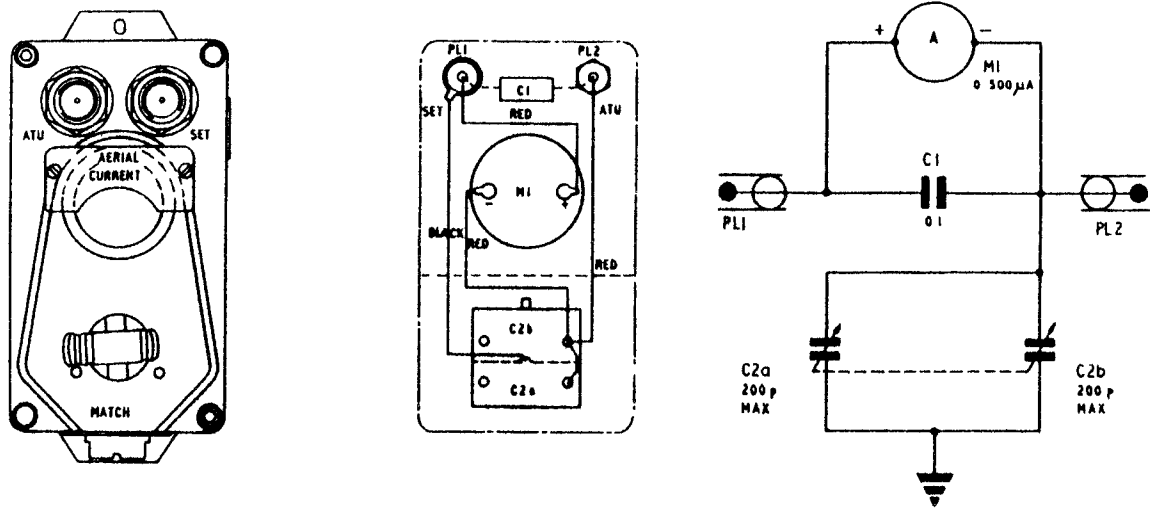 ATU
SET
AERIAL
CURRENT
MATCH
PL1
PL2
C1
SET
RED
ATU
M1
-
+
BLACK
RED
RED
C2b
C2a
+
A
-
M1
0 500µA
C1
0.1
PL1
PL2
C2a
200 p
MAX
C2b
200 p
MAX